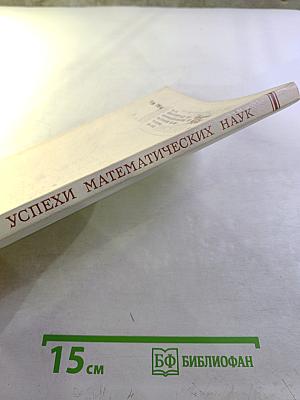 УСПЕХИ МАТЕМАТИЧЕСКИХ НАУК
15 см
БФ БИБЛИОФАН